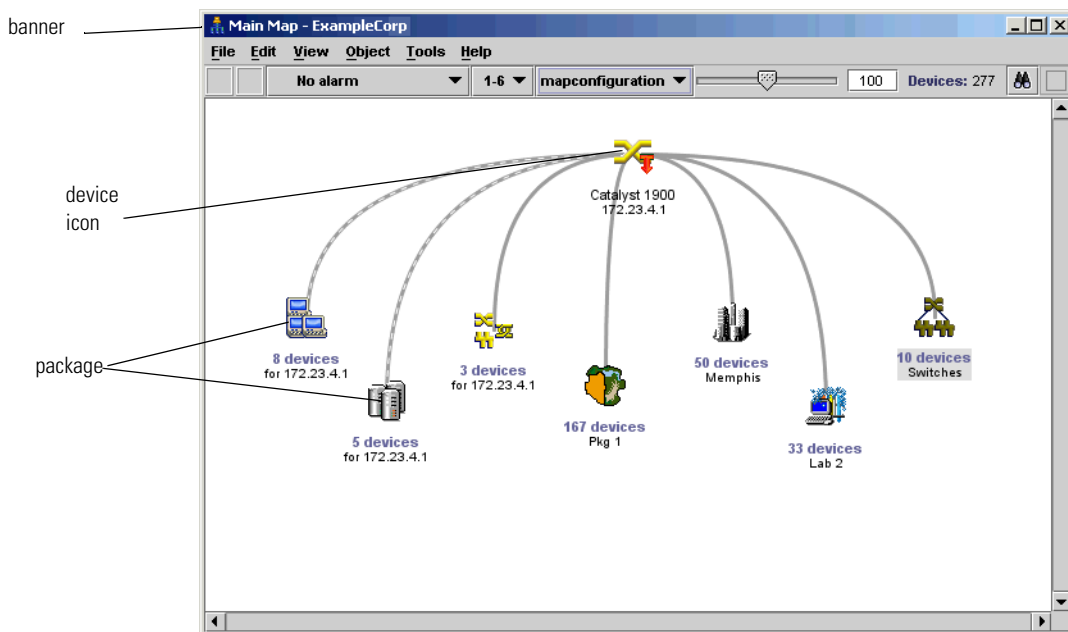 banner
Main Map - ExampleCorp
File Edit View Object Tools Help
No alarm 1-6 mapconfiguration 100 Devices: 277
device
icon
Catalyst 1900
172.23.4.1
package
8 devices
for 172.23.4.1
5 devices
for 172.23.4.1
3 devices
for 172.23.4.1
167 devices
Pkg 1
50 devices
Memphis
33 devices
Lab 2
10 devices
Switches